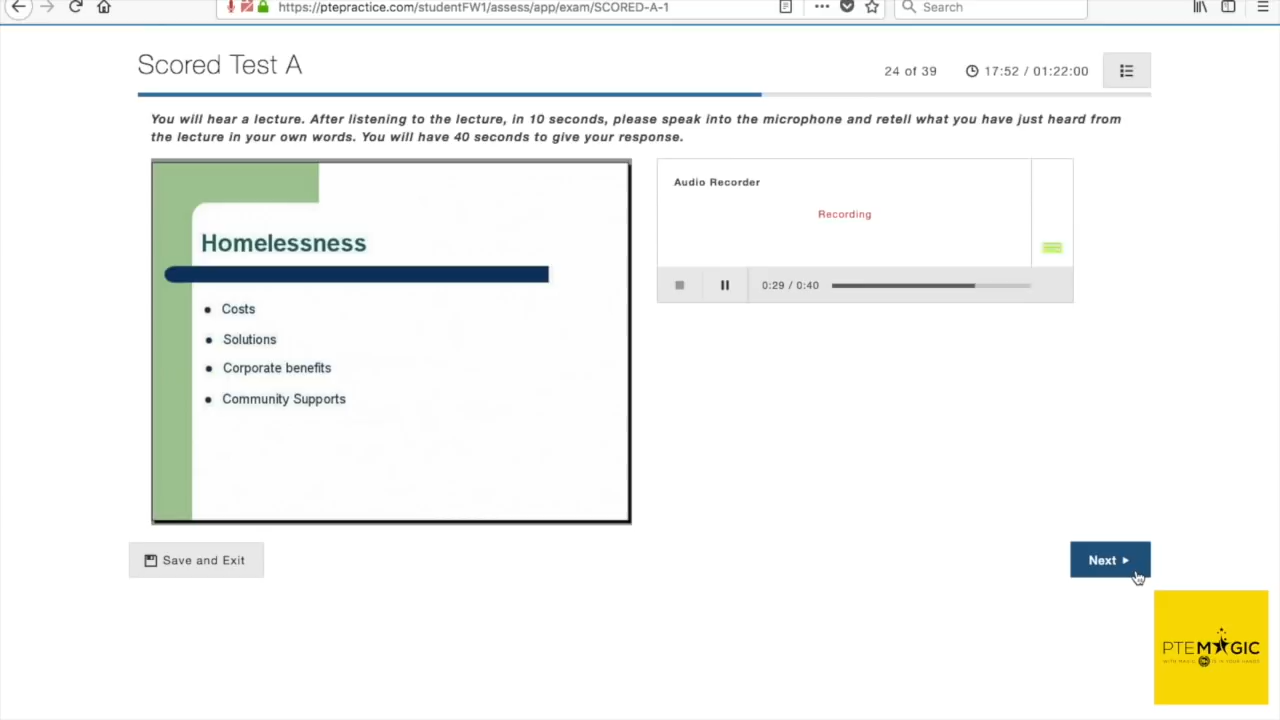 https://ptepractice.com/studentFW1/assess/app/exam/SCORED-A-1
Search
Scored Test A
24 of 39
17:52 / 01:22:00
You will hear a lecture. After listening to the lecture, in 10 seconds, please speak into the microphone and retell what you have just heard from
the lecture in your own words. You will have 40 seconds to give your response.
Homelessness
• Costs
• Solutions
• Corporate benefits
• Community Supports
Audio Recorder
Recording
0:29 / 0:40
Save and Exit
Next
PTEMAGIC